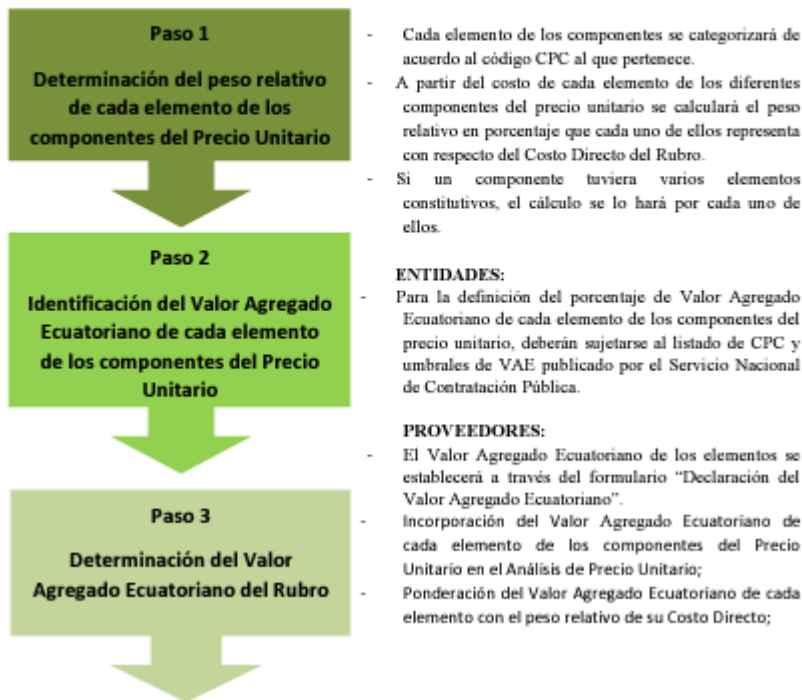 Paso 1
Determinación del peso relativo
de cada elemento de los
componentes del Precio Unitario
- Cada elemento de los componentes se categorizará de
acuerdo al código CPC al que pertenece.
- A partir del costo de cada elemento de los diferentes
componentes del precio unitario se calculará el peso
relativo en porcentaje que cada uno de ellos representa
con respecto del Costo Directo del Rubro.
- Si un componente tuviera varios elementos
constitutivos, el cálculo se lo hará por cada uno de
ellos.
Paso 2
Identificación del Valor Agregado
Ecuatoriano de cada elemento
de los componentes del Precio
Unitario
ENTIDADES:
- Para la definición del porcentaje de Valor Agregado
Ecuatoriano de cada elemento de los componentes del
precio unitario, deberán sujetarse al listado de CPC y
umbrales de VAE publicado por el Servicio Nacional
de Contratación Pública.
PROVEEDORES:
- El Valor Agregado Ecuatoriano de los elementos se
establecerá a través del formulario “Declaración del
Valor Agregado Ecuatoriano”.
Paso 3
Determinación del Valor
Agregado Ecuatoriano del Rubro
- Incorporación del Valor Agregado Ecuatoriano de
cada elemento de los componentes del Precio
Unitario en el Análisis de Precio Unitario;
- Ponderación del Valor Agregado Ecuatoriano de cada
elemento con el peso relativo de su Costo Directo;